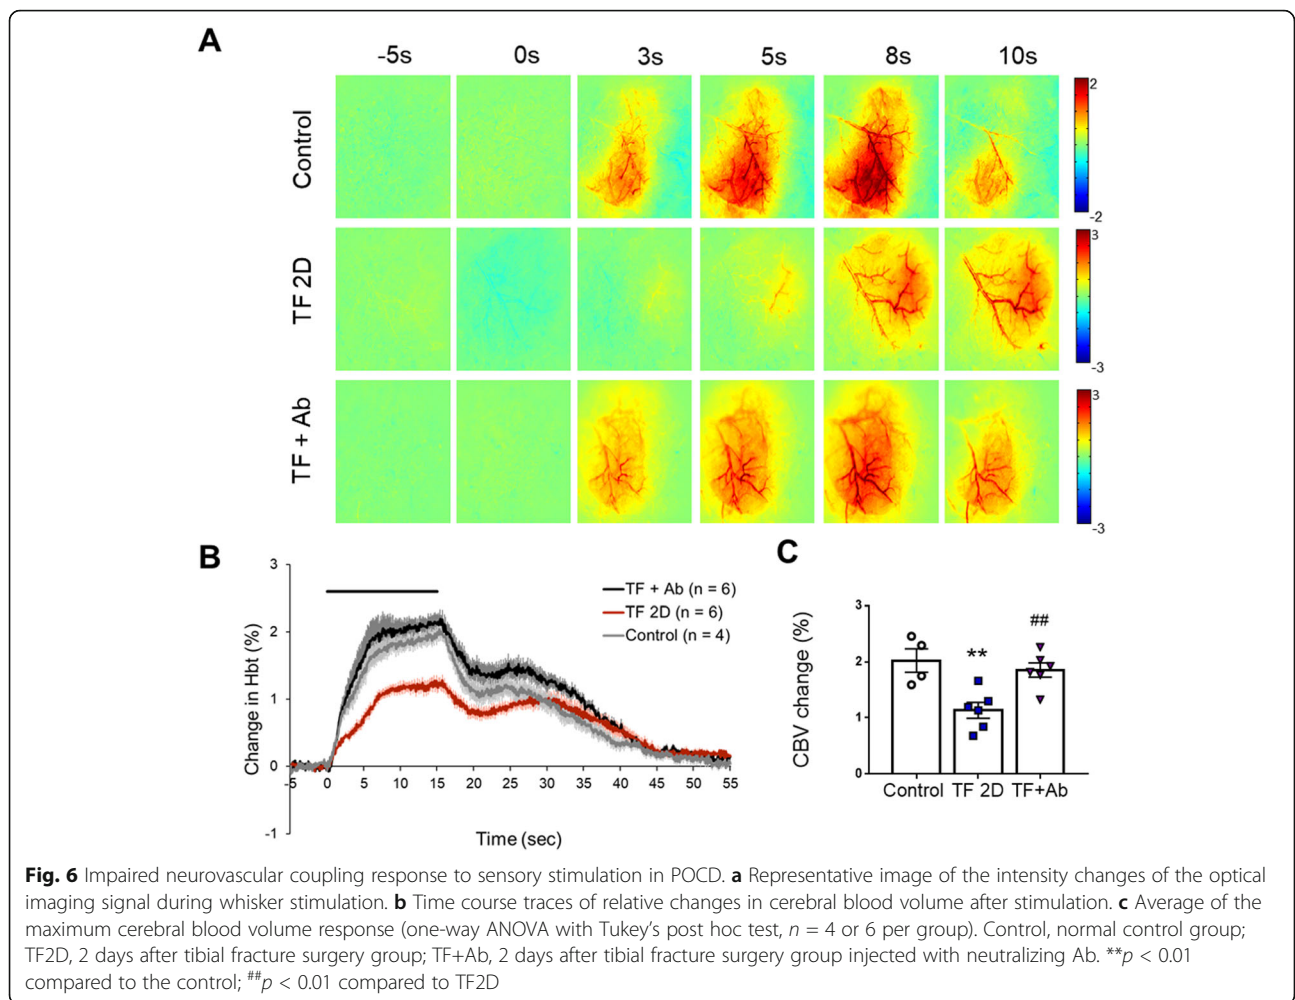 A
-5s 0s 3s 5s 8s 10s
Control
2
-2
TF 2D
3
-3
TF + Ab
3
-3
B
Change in Hbt (%)
3
2
1
0
-1
-5 0 5 10 15 20 25 30 35 40 45 50 55
Time (sec)
TF + Ab (n = 6)
TF 2D (n = 6)
Control (n = 4)
C
CBV change (%)
3
2
1
0
**
##
Control TF 2D TF+Ab
Fig. 6 Impaired neurovascular coupling response to sensory stimulation in POCD. a Representative image of the intensity changes of the optical
imaging signal during whisker stimulation. b Time course traces of relative changes in cerebral blood volume after stimulation. c Average of the
maximum cerebral blood volume response (one-way ANOVA with Tukey's post hoc test, n = 4 or 6 per group). Control, normal control group;
TF2D, 2 days after tibial fracture surgery group; TF+Ab, 2 days after tibial fracture surgery group injected with neutralizing Ab. **p < 0.01
compared to the control; ##p < 0.01 compared to TF2D